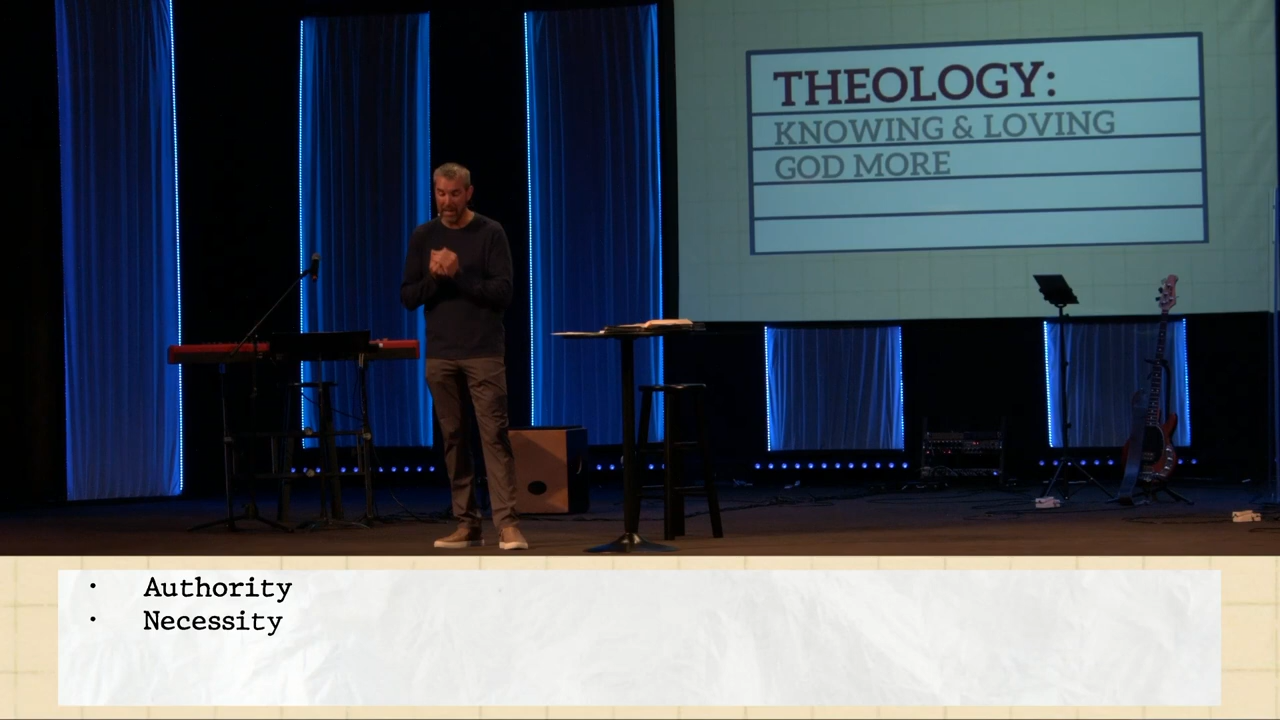 THEOLOGY:
KNOWING & LOVING
GOD MORE
· Authority
· Necessity